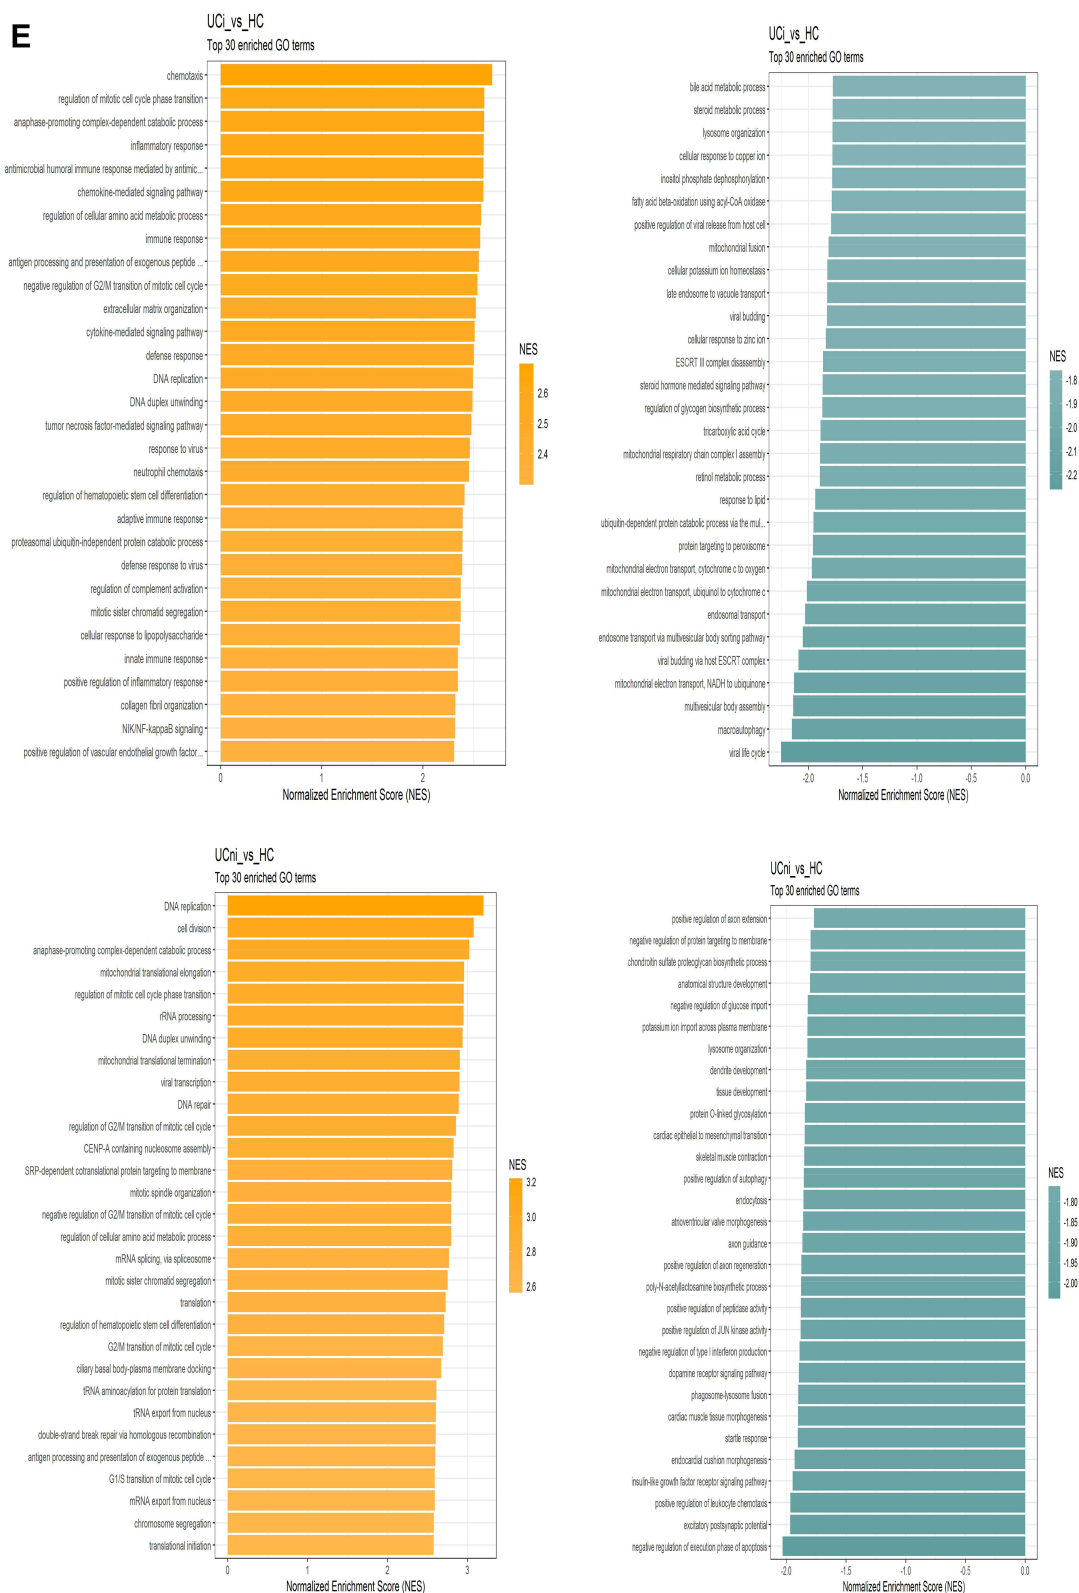 E
UCi_vs_HC
Top 30 enriched GO terms
chemotaxis
regulation of mitotic cell cycle phase transition
anaphase-promoting complex-dependent catabolic process
inflammatory response
antimicrobial humoral immune response mediated by antimic...
chemokine-mediated signaling pathway
regulation of cellular amino acid metabolic process
immune response
antigen processing and presentation of exogenous peptide ...
negative regulation of G2/M transition of mitotic cell cycle
extracellular matrix organization
cytokine-mediated signaling pathway
defense response
DNA replication
DNA duplex unwinding
tumor necrosis factor-mediated signaling pathway
response to virus
neutrophil chemotaxis
regulation of hematopoietic stem cell differentiation
adaptive immune response
proteasomal ubiquitin-independent protein catabolic process
defense response to virus
regulation of complement activation
mitotic sister chromatid segregation
cellular response to lipopolysaccharide
innate immune response
positive regulation of inflammatory response
collagen fibril organization
NIK/NF-kappaB signaling
positive regulation of vascular endothelial growth factor...
0 1 2
Normalized Enrichment Score (NES)
NES
2.6
2.5
2.4
UCi_vs_HC
Top 30 enriched GO terms
bile acid metabolic process
steroid metabolic process
lysosome organization
cellular response to copper ion
inositol phosphate dephosphorylation
fatty acid beta-oxidation using acyl-CoA oxidase
positive regulation of viral release from host cell
mitochondrial fusion
cellular potassium ion homeostasis
late endosome to vacuole transport
viral budding
cellular response to zinc ion
ESCRT III complex disassembly
steroid hormone mediated signaling pathway
regulation of glycogen biosynthetic process
tricarboxylic acid cycle
mitochondrial respiratory chain complex I assembly
retinol metabolic process
response to lipid
ubiquitin-dependent protein catabolic process via the mul...
protein targeting to peroxisome
mitochondrial electron transport, cytochrome c to oxygen
mitochondrial electron transport, ubiquinol to cytochrome c
endosomal transport
endosome transport via multivesicular body sorting pathway
viral budding via host ESCRT complex
mitochondrial electron transport, NADH to ubiquinone
multivesicular body assembly
macroautophagy
viral life cycle
-2.0 -1.5 -1.0 -0.5 0.0
Normalized Enrichment Score (NES)
NES
-1.8
-1.9
-2.0
-2.1
-2.2
UCni_vs_HC
Top 30 enriched GO terms
DNA replication
cell division
anaphase-promoting complex-dependent catabolic process
mitochondrial translational elongation
regulation of mitotic cell cycle phase transition
rRNA processing
DNA duplex unwinding
mitochondrial translational termination
viral transcription
DNA repair
regulation of G2/M transition of mitotic cell cycle
CENP-A containing nucleosome assembly
SRP-dependent cotranslational protein targeting to membrane
mitotic spindle organization
negative regulation of G2/M transition of mitotic cell cycle
regulation of cellular amino acid metabolic process
mRNA splicing, via spliceosome
mitotic sister chromatid segregation
translation
regulation of hematopoietic stem cell differentiation
G2/M transition of mitotic cell cycle
ciliary basal body-plasma membrane docking
tRNA aminoacylation for protein translation
tRNA export from nucleus
double-strand break repair via homologous recombination
antigen processing and presentation of exogenous peptide ...
G1/S transition of mitotic cell cycle
mRNA export from nucleus
chromosome segregation
translational initiation
0 1 2 3
Normalized Enrichment Score (NES)
NES
3.2
3.0
2.8
2.6
UCni_vs_HC
Top 30 enriched GO terms
positive regulation of axon extension
negative regulation of protein targeting to membrane
chondroitin sulfate proteoglycan biosynthetic process
anatomical structure development
negative regulation of glucose import
potassium ion import across plasma membrane
lysosome organization
dendrite development
tissue development
protein O-linked glycosylation
cardiac epithelial to mesenchymal transition
skeletal muscle contraction
positive regulation of autophagy
endocytosis
atrioventricular valve morphogenesis
axon guidance
positive regulation of axon regeneration
poly-N-acetyllactosamine biosynthetic process
positive regulation of peptidase activity
positive regulation of JUN kinase activity
negative regulation of type I interferon production
dopamine receptor signaling pathway
phagosome-lysosome fusion
cardiac muscle tissue morphogenesis
startle response
endocardial cushion morphogenesis
insulin-like growth factor receptor signaling pathway
positive regulation of leukocyte chemotaxis
excitatory postsynaptic potential
negative regulation of execution phase of apoptosis
-2.0 -1.5 -1.0 -0.5 0.0
Normalized Enrichment Score (NES)
NES
-1.80
-1.85
-1.90
-1.95
-2.00